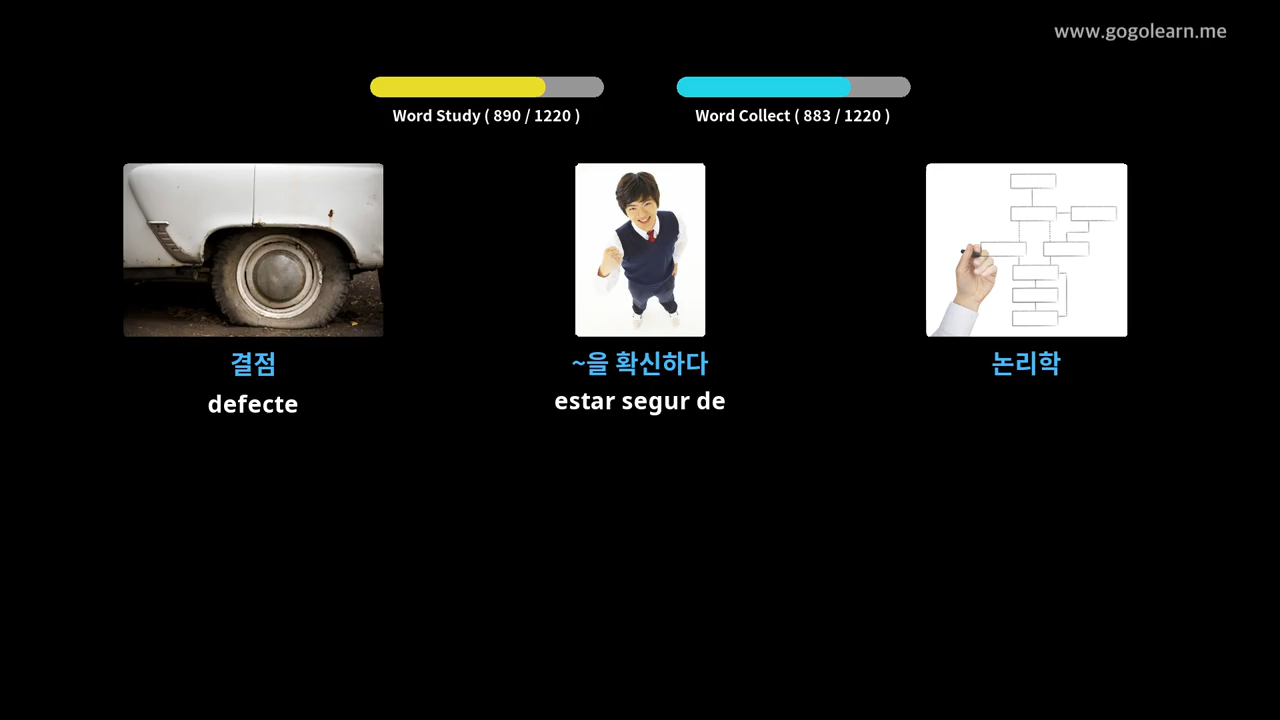 www.gogolearn.me
Word Study ( 890 / 1220 )
Word Collect ( 883 / 1220 )
결점
defecte
~을 확신하다
estar segur de
논리학